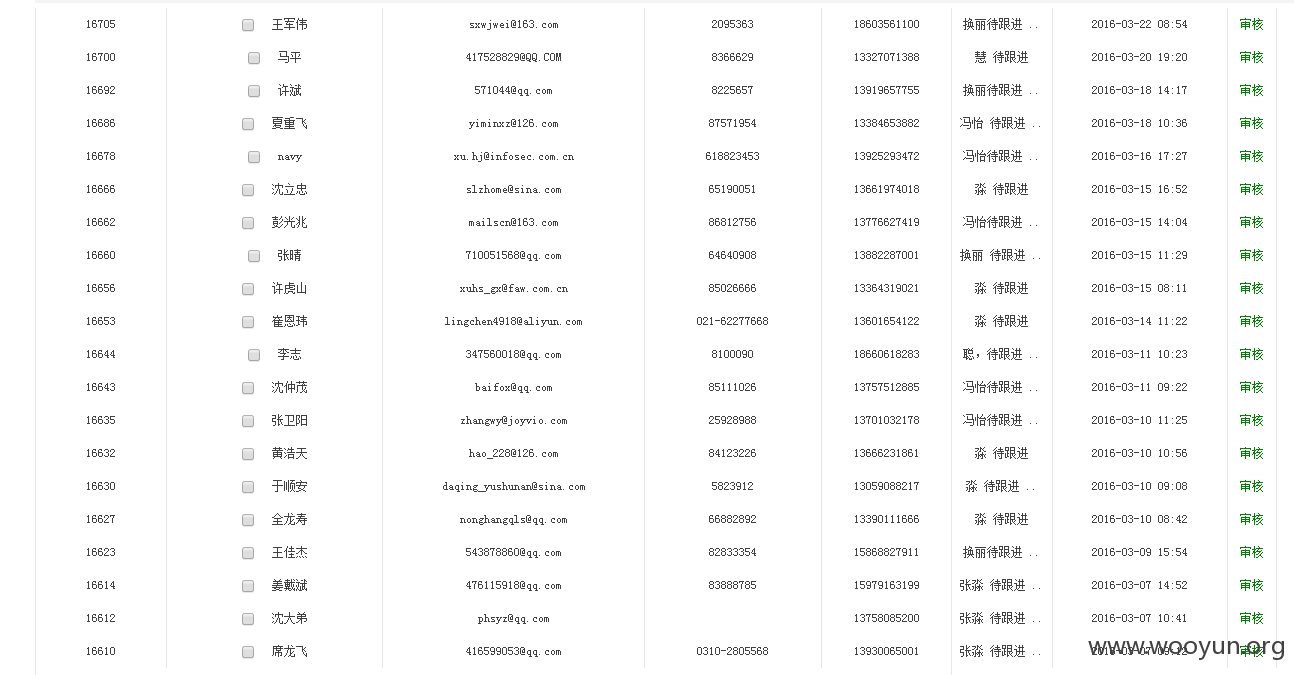 16705 王军伟 sxwjwei@163.com 2095363 18603561100 换丽待跟进 .. 2016-03-22 08:54 审核
16700 马平 417528829@QQ.COM 8366629 13327071388 慧 待跟进 2016-03-20 19:20 审核
16692 许斌 571044@qq.com 8225657 13919657755 换丽待跟进 .. 2016-03-18 14:17 审核
16686 夏重飞 yiminxz@126.com 87571954 13384653882 冯怡 待跟进 .. 2016-03-18 10:36 审核
16678 navy xu.hj@infosec.com.cn 618823453 13925293472 冯怡待跟进 .. 2016-03-16 17:27 审核
16666 沈立忠 slzhome@sina.com 65190051 13661974018 淼 待跟进 2016-03-15 16:52 审核
16662 彭光兆 mailscn@163.com 86812756 13776627419 冯怡待跟进 .. 2016-03-15 14:04 审核
16660 张晴 710051568@qq.com 64640908 13882287001 换丽 待跟进 .. 2016-03-15 11:29 审核
16656 许虎山 xuhs_gx@faw.com.cn 85026666 13364319021 淼 待跟进 2016-03-15 08:11 审核
16653 崔恩玮 lingchen4918@aliyun.com 021-62277668 13601654122 淼 待跟进 2016-03-14 11:22 审核
16644 李志 347560018@qq.com 8100090 18660618283 聪，待跟进 .. 2016-03-11 10:23 审核
16643 沈仲茂 baifox@qq.com 85111026 13757512885 冯怡待跟进 .. 2016-03-11 09:22 审核
16635 张卫阳 zhangwy@joyvio.com 25928988 13701032178 冯怡待跟进 .. 2016-03-10 11:25 审核
16632 黄洁天 hao_228@126.com 84123226 13666231861 淼 待跟进 2016-03-10 10:56 审核
16630 于顺安 daqing_yushunan@sina.com 5823912 13059088217 淼 待跟进 .. 2016-03-10 09:08 审核
16627 全龙寿 nonghangqls@qq.com 66882892 13390111666 淼 待跟进 2016-03-10 08:42 审核
16623 王佳杰 543878860@qq.com 82833354 15868827911 换丽待跟进 .. 2016-03-09 15:54 审核
16614 姜戴斌 476115918@qq.com 83888785 15979163199 张淼 待跟进 .. 2016-03-07 14:52 审核
16612 沈大弟 phsyz@qq.com 13758085200 张淼 待跟进 .. 2016-03-07 10:41 审核
16610 席龙飞 416599053@qq.com 0310-2805568 13930065001 张淼 待跟进 .. 2016-03-07 09:12 审核
www.wooyun.org